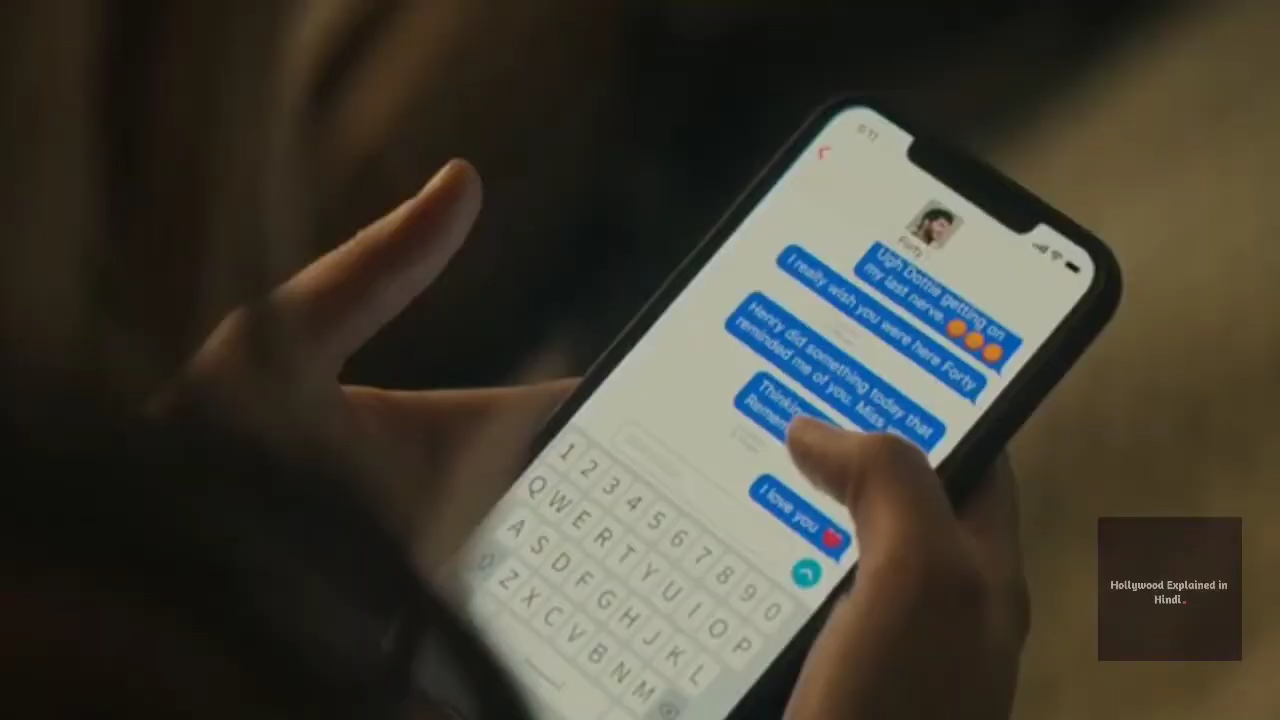 Forty
Ugh Dottie getting on
my last nerve.
I really wish you were here Forty
Henry did something today that
reminded me of you. Miss
I love you
1 2 3 4 5 6 7 8 9 0
Q W E R T Y U I O P
A S D F G H J K L
Z X C V B N M
Hollywood Explained in
Hindi.